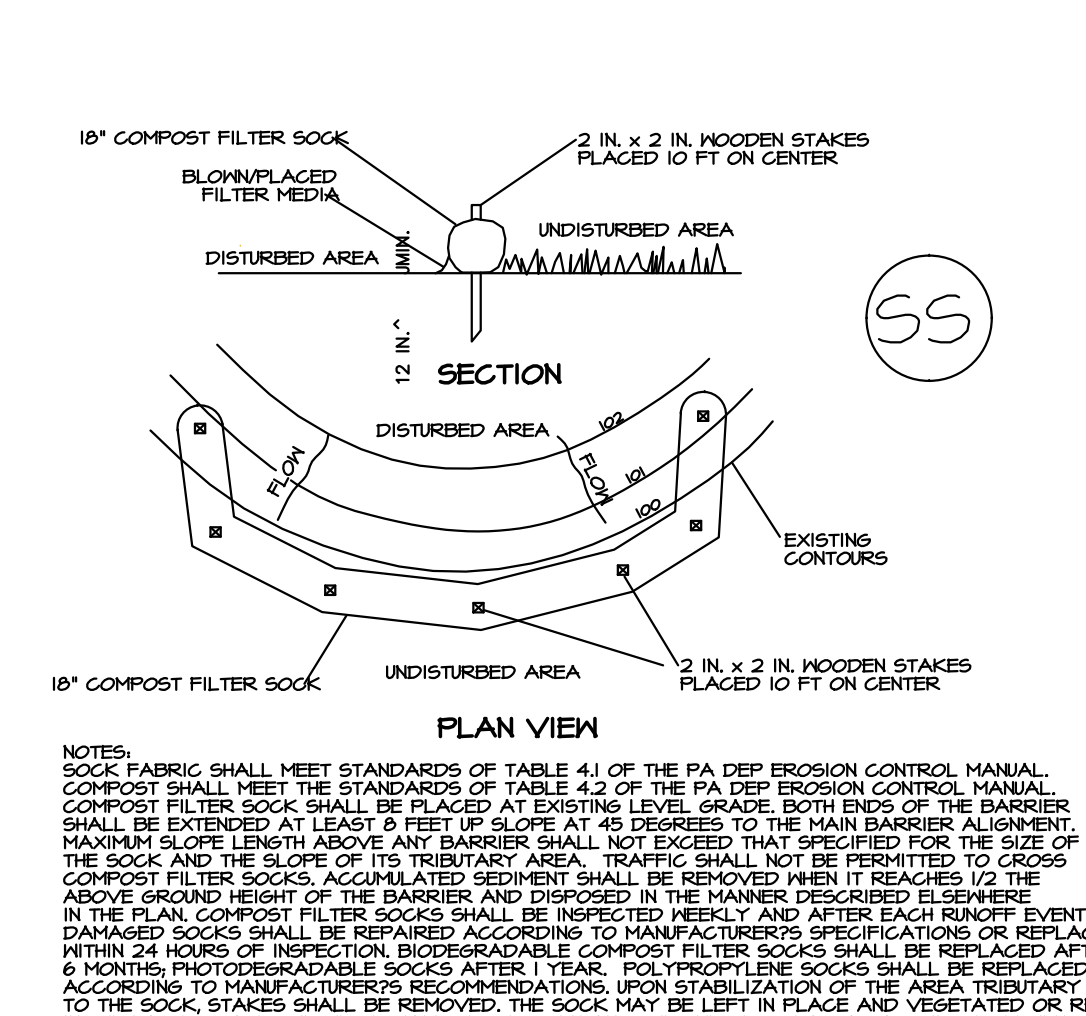 18" COMPOST FILTER SOCK
2 IN. x 2 IN. WOODEN STAKES
PLACED 10 FT ON CENTER
BLOWN/PLACED
FILTER MEDIA
UNDISTURBED AREA
DISTURBED AREA
12 IN.^
SS
SECTION
DISTURBED AREA
102
FLOW
FLOW
101
100
EXISTING
CONTOURS
2 IN. x 2 IN. WOODEN STAKES
PLACED 10 FT ON CENTER
UNDISTURBED AREA
18" COMPOST FILTER SOCK
PLAN VIEW
NOTES:
SOCK FABRIC SHALL MEET STANDARDS OF TABLE 4.1 OF THE PA DEP EROSION CONTROL MANUAL.
COMPOST SHALL MEET THE STANDARDS OF TABLE 4.2 OF THE PA DEP EROSION CONTROL MANUAL.
COMPOST FILTER SOCK SHALL BE PLACED AT EXISTING LEVEL GRADE. BOTH ENDS OF THE BARRIER
SHALL BE EXTENDED AT LEAST 8 FEET UP SLOPE AT 45 DEGREES TO THE MAIN BARRIER ALIGNMENT.
MAXIMUM SLOPE LENGTH ABOVE ANY BARRIER SHALL NOT EXCEED THAT SPECIFIED FOR THE SIZE OF
THE SOCK AND THE SLOPE OF ITS TRIBUTARY AREA. TRAFFIC SHALL NOT BE PERMITTED TO CROSS
COMPOST FILTER SOCKS. ACCUMULATED SEDIMENT SHALL BE REMOVED WHEN IT REACHES 1/2 THE
ABOVE GROUND HEIGHT OF THE BARRIER AND DISPOSED IN THE MANNER DESCRIBED ELSEWHERE
IN THE PLAN. COMPOST FILTER SOCKS SHALL BE INSPECTED WEEKLY AND AFTER EACH RUNOFF EVENT
DAMAGED SOCKS SHALL BE REPAIRED ACCORDING TO MANUFACTURER?S SPECIFICATIONS OR REPLAC
WITHIN 24 HOURS OF INSPECTION. BIODEGRADABLE COMPOST FILTER SOCKS SHALL BE REPLACED AFT
6 MONTHS; PHOTODEGRADABLE SOCKS AFTER 1 YEAR. POLYPROPYLENE SOCKS SHALL BE REPLACED
ACCORDING TO MANUFACTURER?S RECOMMENDATIONS. UPON STABILIZATION OF THE AREA TRIBUTARY
TO THE SOCK, STAKES SHALL BE REMOVED. THE SOCK MAY BE LEFT IN PLACE AND VEGETATED OR RE